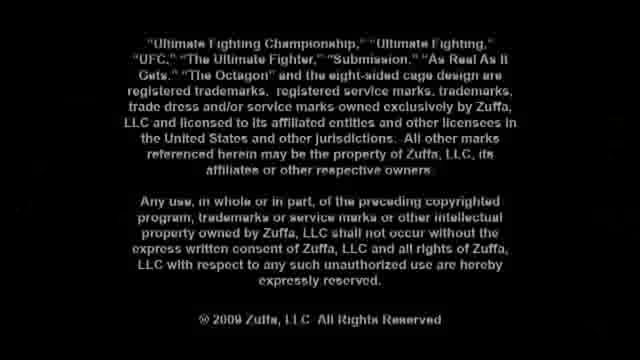 "Ultimate Fighting Championship," "Ultimate Fighting,"
"UFC," "The Ultimate Fighter," "Submission," "As Real As It
Gets," "The Octagon" and the eight-sided cage design are
registered trademarks, registered service marks, trademarks,
trade dress and/or service marks owned exclusively by Zuffa,
LLC and licensed to its affiliated entities and other licensees in
the United States and other jurisdictions. All other marks
referenced herein may be the property of Zuffa, LLC, its
affiliates or other respective owners.
Any use, in whole or in part, of the preceding copyrighted
program, trademarks or service marks or other intellectual
property owned by Zuffa, LLC shall not occur without the
express written consent of Zuffa, LLC and all rights of Zuffa,
LLC with respect to any such unauthorized use are hereby
expressly reserved.
© 2009 Zuffa, LLC All Rights Reserved